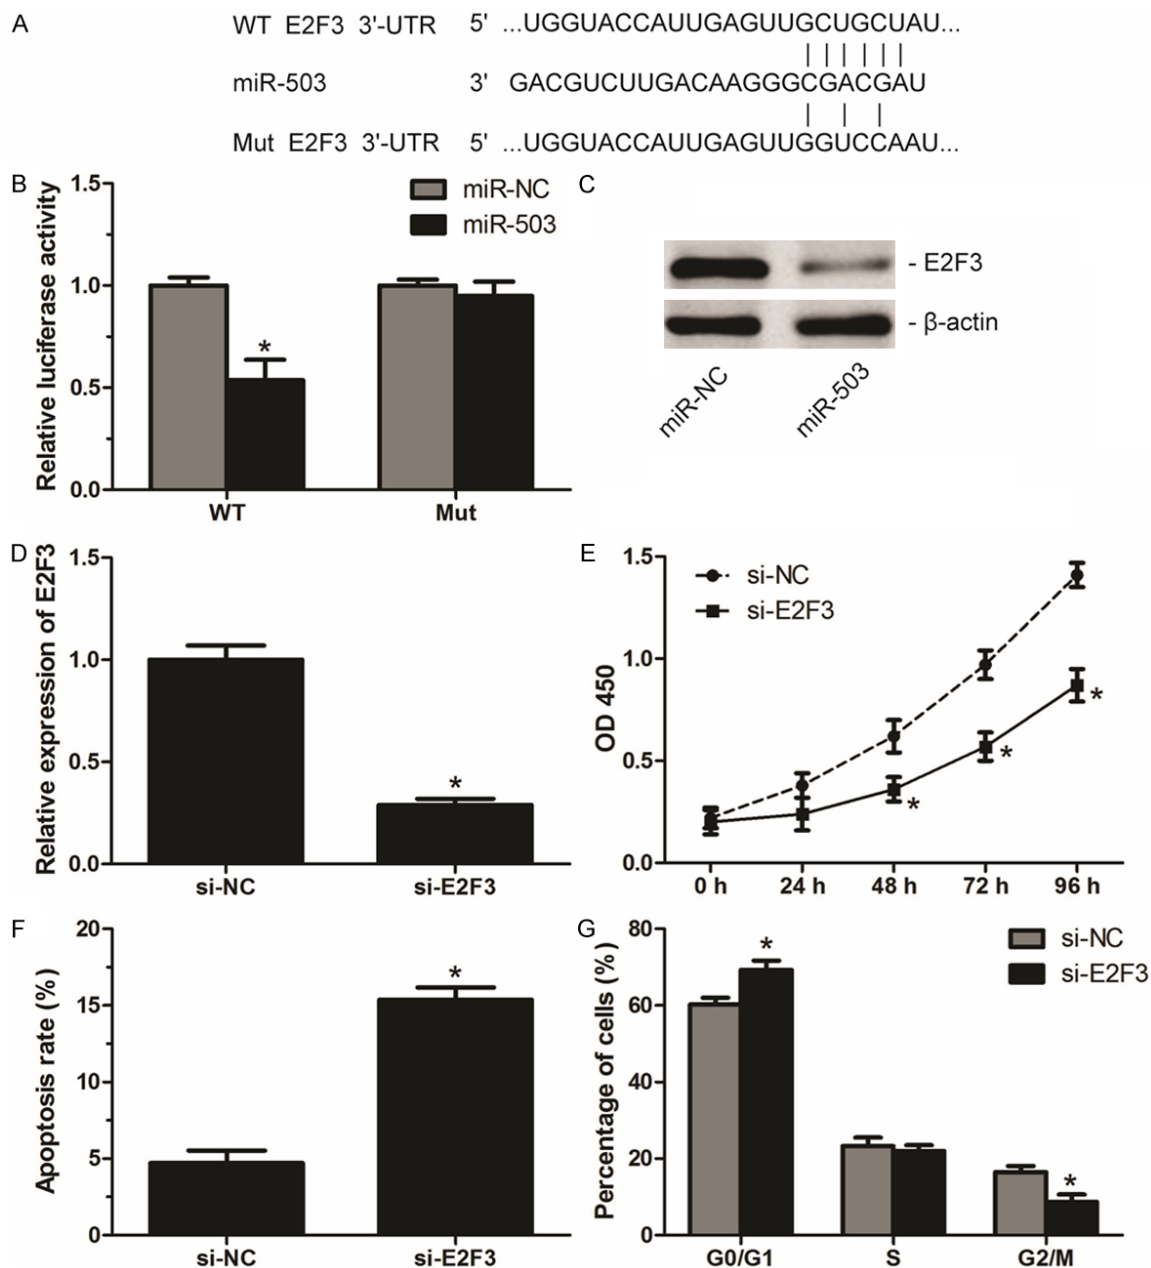 A
WT E2F3 3'-UTR 5' ...UGGUACCAUUGAGUUGCUGCUAU...
miR-503 3' GACGUCUUGACAAGGGCGACGAU
Mut E2F3 3'-UTR 5' ...UGGUACCAUUGAGUUGGUCCAAU...
B
Relative luciferase activity
1.5
1.0
0.5
0.0
miR-NC
miR-503
*
WT Mut
C
- E2F3
- β-actin
miR-NC miR-503
D
Relative expression of E2F3
1.5
1.0
0.5
0.0
*
si-NC si-E2F3
E
OD 450
1.5
1.0
0.5
0.0
si-NC
si-E2F3
*
*
*
0 h 24 h 48 h 72 h 96 h
F
Apoptosis rate (%)
20
15
10
5
0
*
si-NC si-E2F3
G
Percentage of cells (%)
80
60
40
20
0
si-NC
si-E2F3
*
*
G0/G1 S G2/M